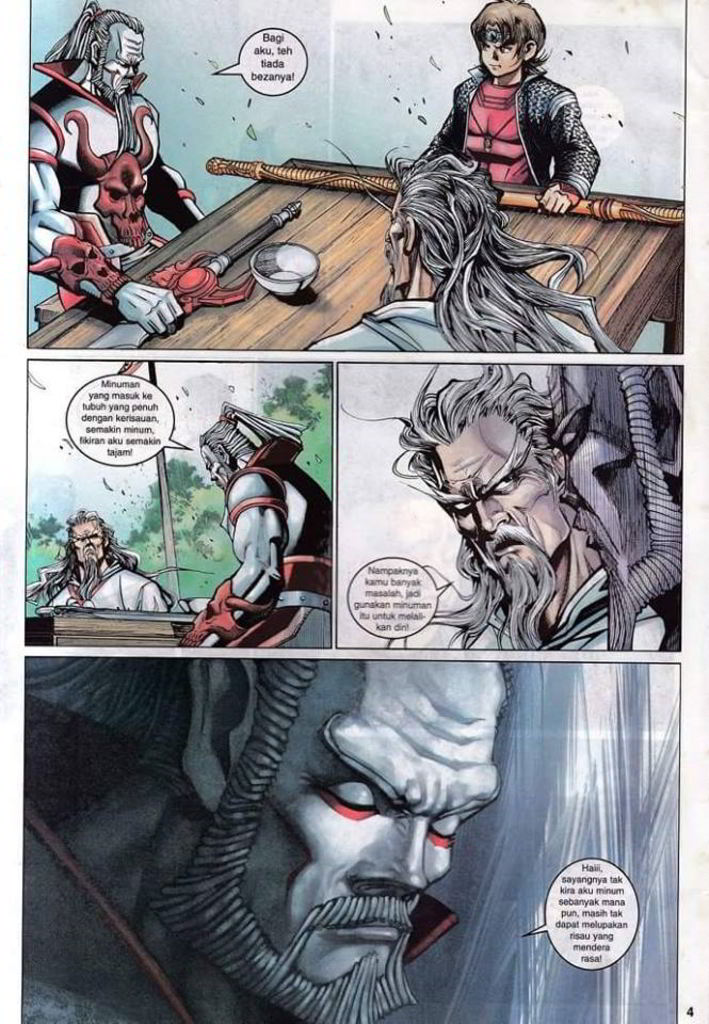 Bagi
aku, teh
tiada
bezanya!
Minuman
yang masuk ke
tubuh yang penuh
dengan kerisauan,
semakin minum,
fikiran aku semakin
tajam!
Nampaknya
kamu banyak
masalah, jadi
gunakan minuman
itu untuk melali-
kan diri!
Haiii,
sayangnya tak
kira aku minum
sebanyak mana
pun, masih tak
dapat melupakan
risau yang
mendera
rasa!
4